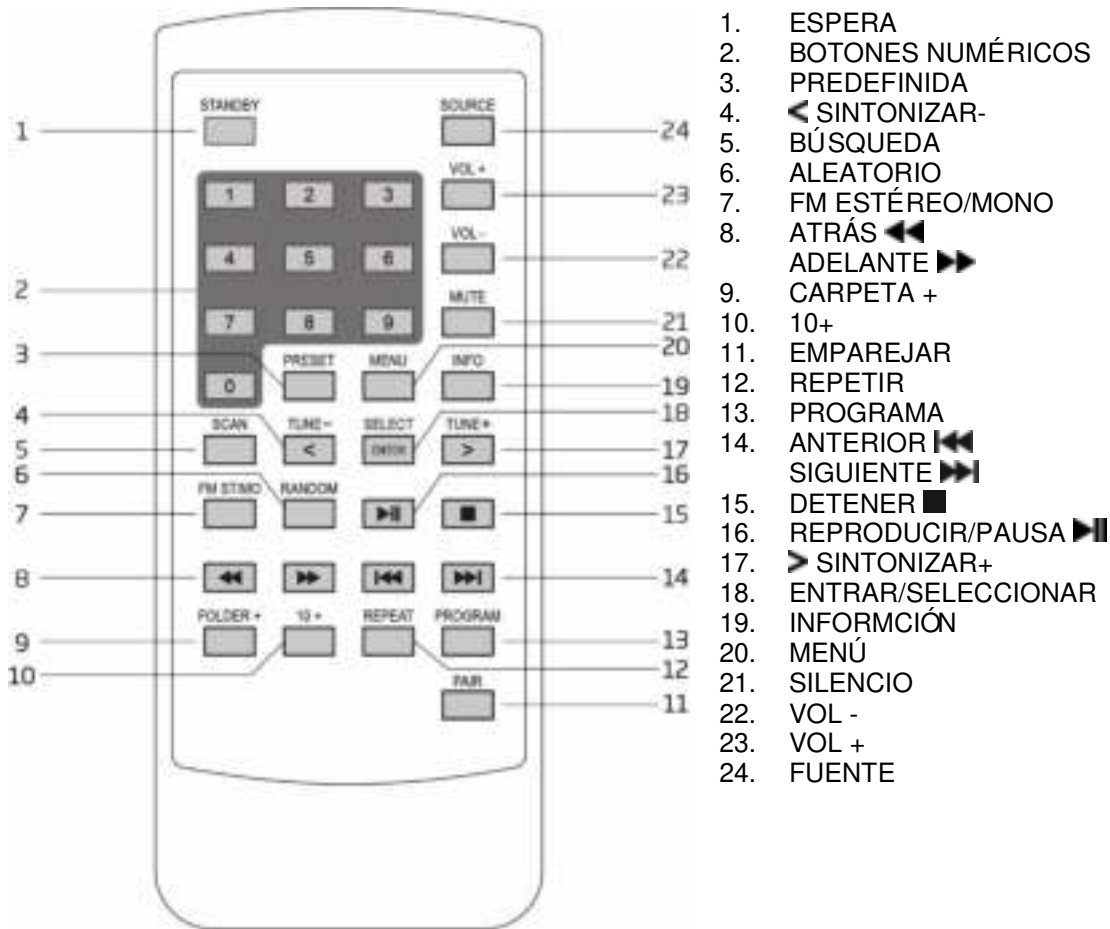 STANDBY SOURCE
1 24
VOL +
1 2 3 23
VOL-
4 5 6 22
2
MUTE
7 8 9 21
20
3 PRESET MENU INFO
0 19
4 18
SCAN TUNE- SELECT TUNE+
5 < ENTER > 17
6 16
FM ST/MO RANDOM
7 ▶II ■ 15
8 ◀◀ ▶▶ I◀◀ ▶▶I 14
FOLDER + 10 + REPEAT PROGRAM
9 13
10 12
PAIR
11
1. ESPERA
2. BOTONES NUMÉRICOS
3. PREDEFINIDA
4. < SINTONIZAR-
5. BÚSQUEDA
6. ALEATORIO
7. FM ESTÉREO/MONO
8. ATRÁS ◀◀
ADELANTE ▶▶
9. CARPETA +
10. 10+
11. EMPAREJAR
12. REPETIR
13. PROGRAMA
14. ANTERIOR I◀◀
SIGUIENTE ▶▶I
15. DETENER ■
16. REPRODUCIR/PAUSA ▶II
17. > SINTONIZAR+
18. ENTRAR/SELECCIONAR
19. INFORMCIÓN
20. MENÚ
21. SILENCIO
22. VOL -
23. VOL +
24. FUENTE